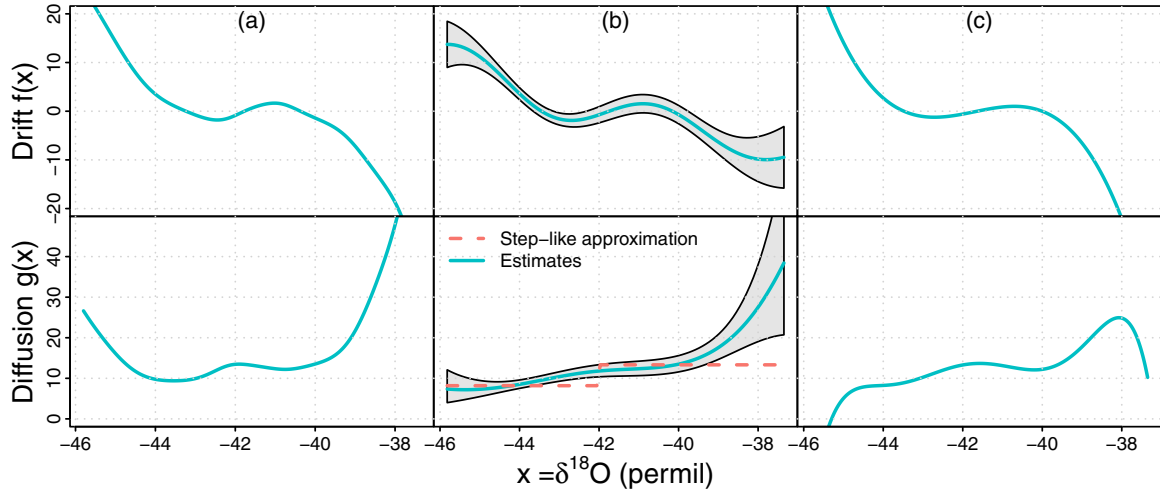 (a) (b) (c)
Drift f(x)
20
10
0
−10
−20
Diffusion g(x)
40
30
20
10
0
Step−like approximation
Estimates
−46 −44 −42 −40 −38
−46 −44 −42 −40 −38
−46 −44 −42 −40 −38
x =δ¹⁸O (permil)